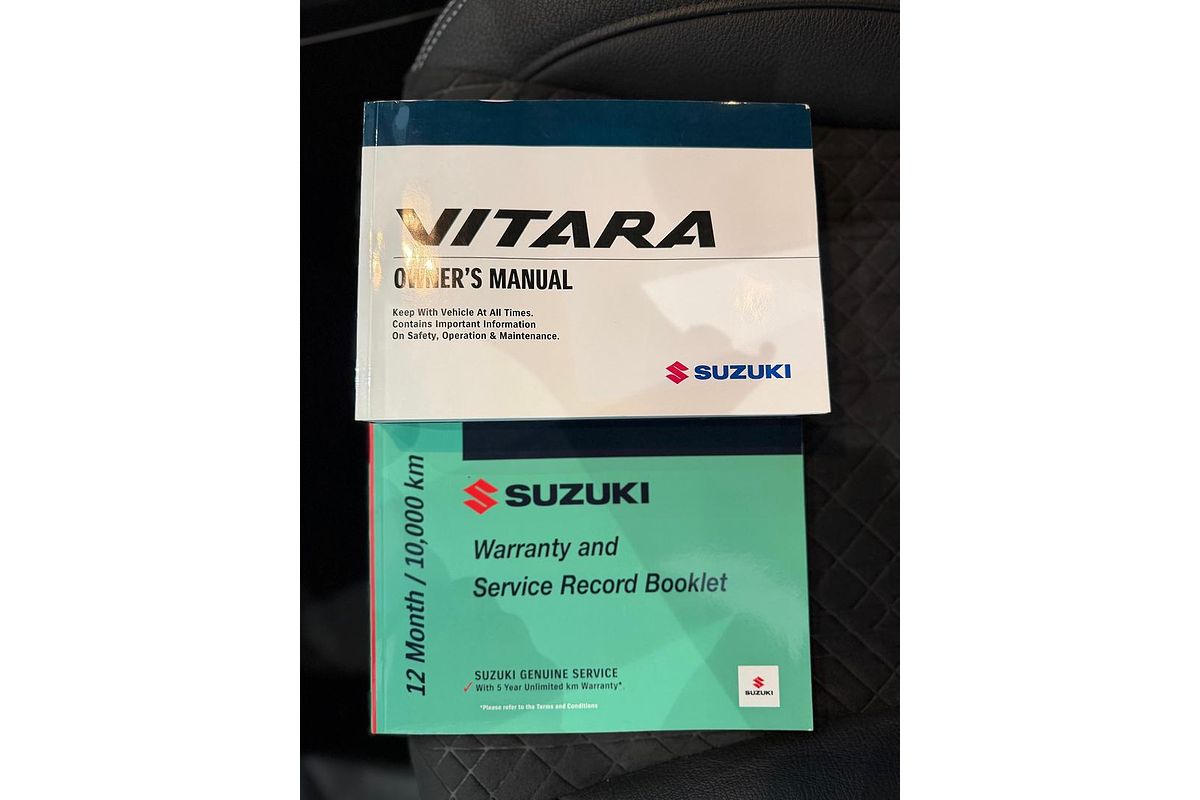 VITARA
OWNER'S MANUAL
Keep With Vehicle At All Times.
Contains Important Information
On Safety, Operation & Maintenance.
SUZUKI
12 Month / 10,000 km
SUZUKI
Warranty and
Service Record Booklet
SUZUKI GENUINE SERVICE
With 5 Year Unlimited km Warranty*.
*Please refer to the Terms and Conditions
SUZUKI